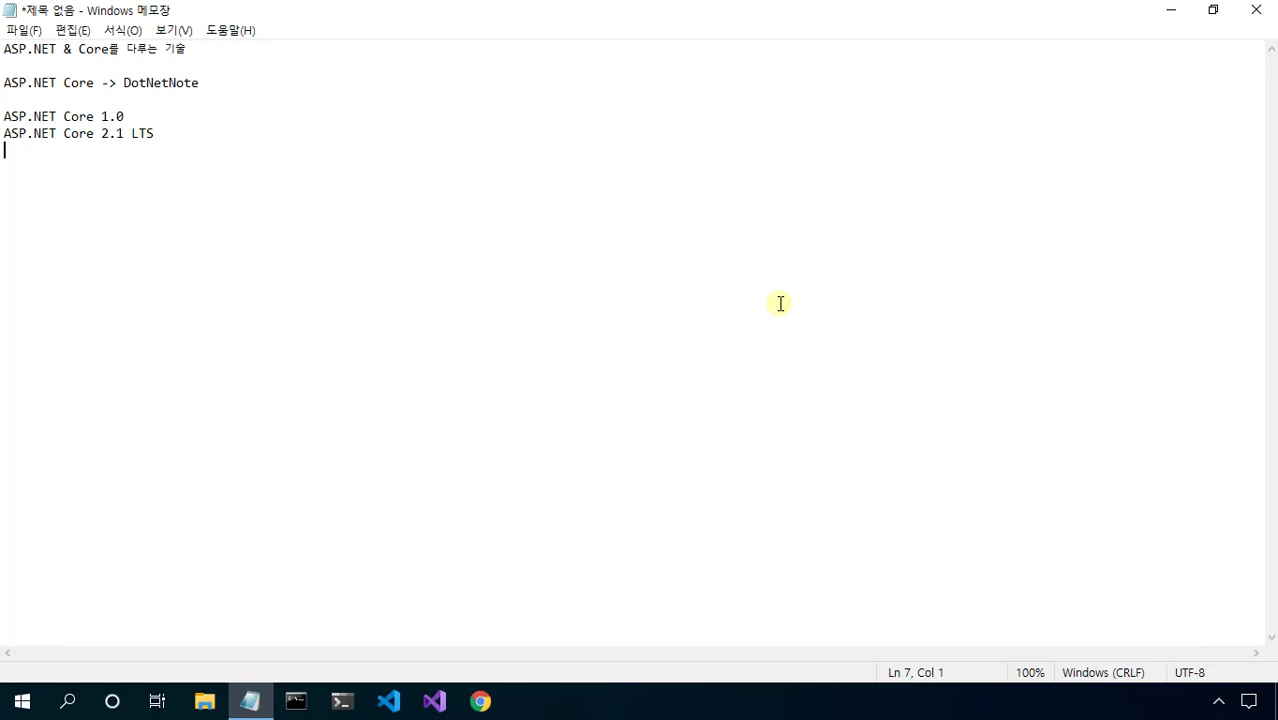 *제목 없음 - Windows 메모장
파일(F) 편집(E) 서식(O) 보기(V) 도움말(H)
ASP.NET & Core를 다루는 기술
ASP.NET Core -> DotNetNote
ASP.NET Core 1.0
ASP.NET Core 2.1 LTS
Ln 7, Col 1 100% Windows (CRLF) UTF-8